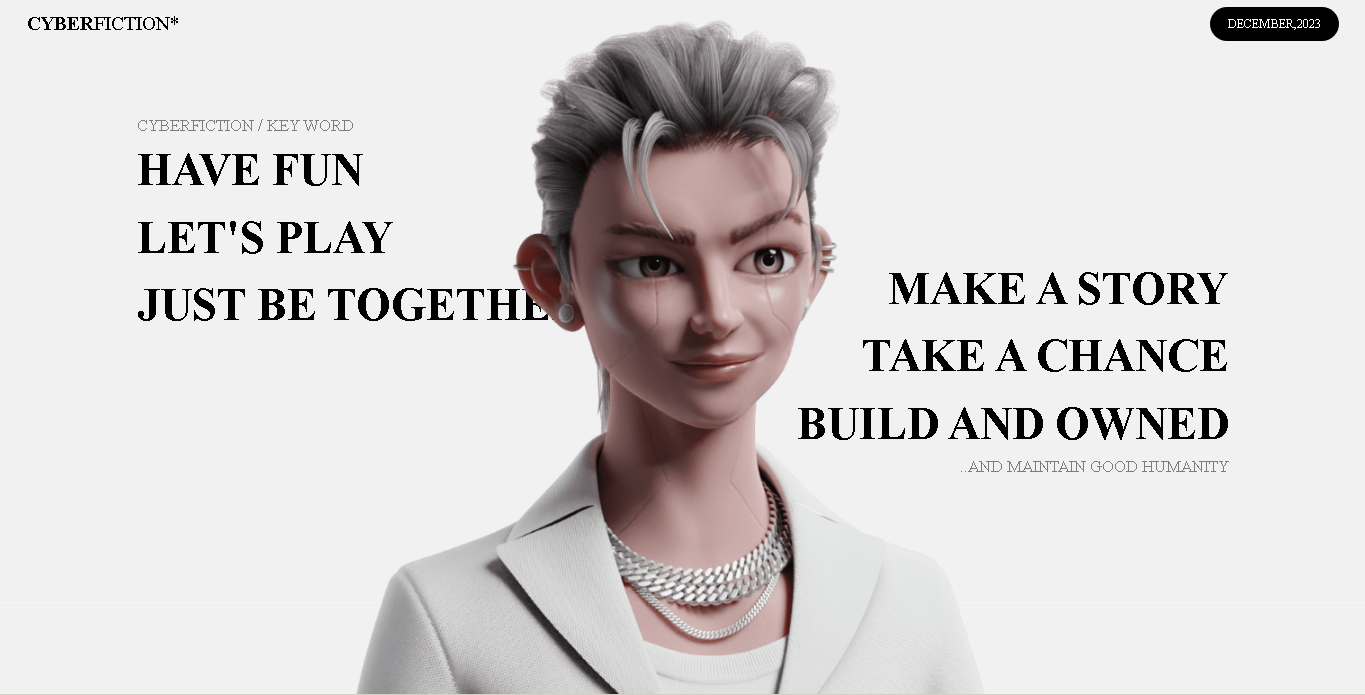 CYBERFICTION*
DECEMBER,2023
CYBERFICTION / KEY WORD
HAVE FUN
LET'S PLAY
JUST BE TOGETHE
MAKE A STORY
TAKE A CHANCE
BUILD AND OWNED
..AND MAINTAIN GOOD HUMANITY